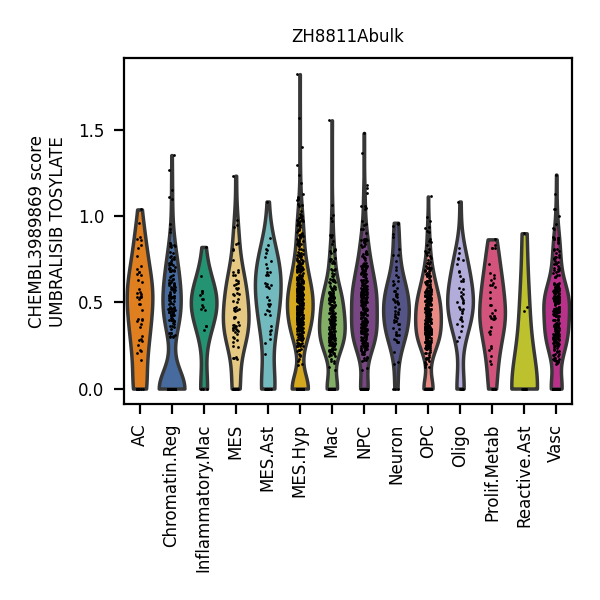 ZH8811Abulk
CHEMBL3989869 score
UMBRALISIB TOSYLATE
1.5
1.0
0.5
0.0
AC
Chromatin.Reg
Inflammatory.Mac
MES
MES.Ast
MES.Hyp
Mac
NPC
Neuron
OPC
Oligo
Prolif.Metab
Reactive.Ast
Vasc